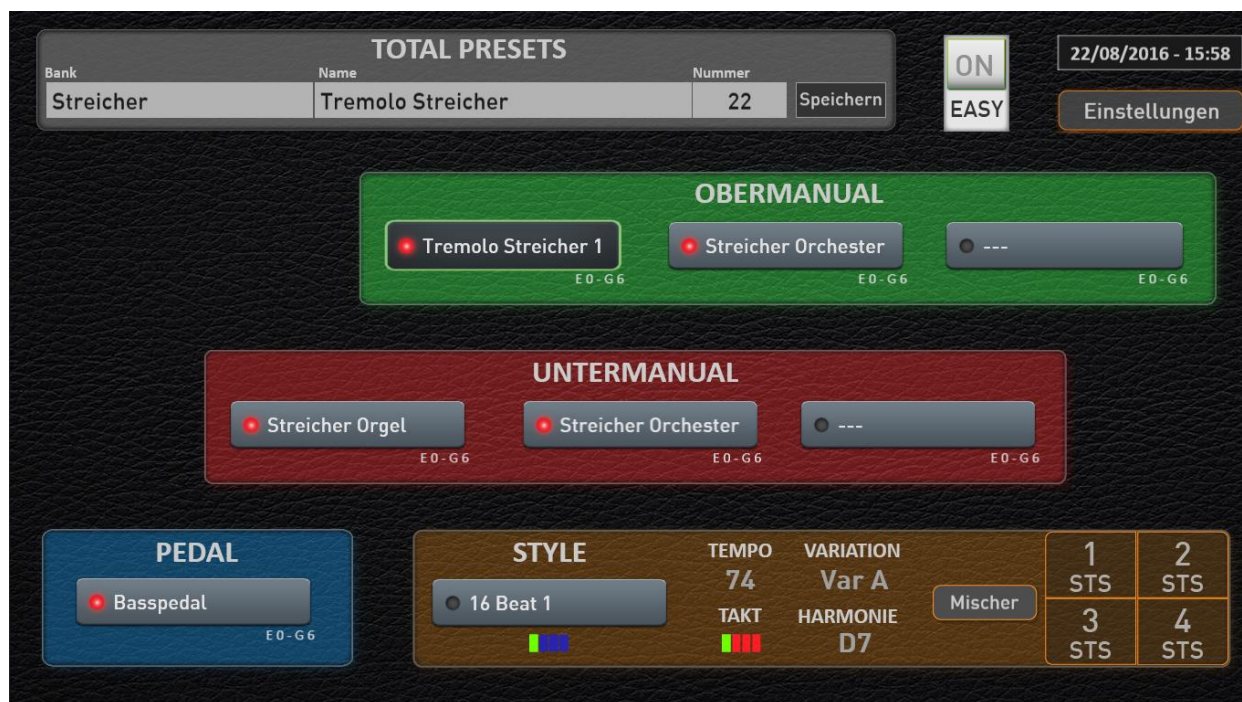 TOTAL PRESETS
Bank Name Nummer
Streicher Tremolo Streicher 22 Speichern
ON
EASY
22/08/2016 - 15:58
Einstellungen
OBERMANUAL
Tremolo Streicher 1 Streicher Orchester ---
E0-G6 E0-G6 E0-G6
UNTERMANUAL
Streicher Orgel Streicher Orchester ---
E0-G6 E0-G6 E0-G6
PEDAL
Basspedal
E0-G6
STYLE
16 Beat 1
TEMPO VARIATION
74 Var A
TAKT HARMONIE
D7
Mischer
1 2
STS STS
3 4
STS STS